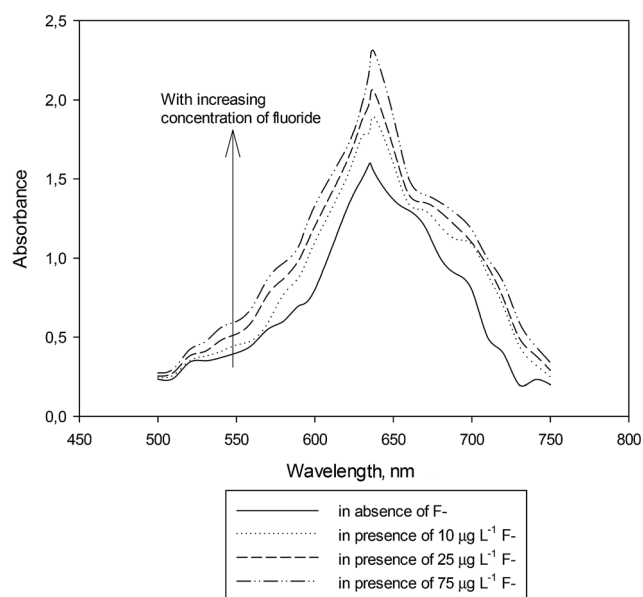 2,5
2,0
1,5
1,0
0,5
0,0
Absorbance
With increasing
concentration of fluoride
450 500 550 600 650 700 750 800
Wavelength, nm
in absence of F-
in presence of 10 µg L⁻¹ F-
in presence of 25 µg L⁻¹ F-
in presence of 75 µg L⁻¹ F-